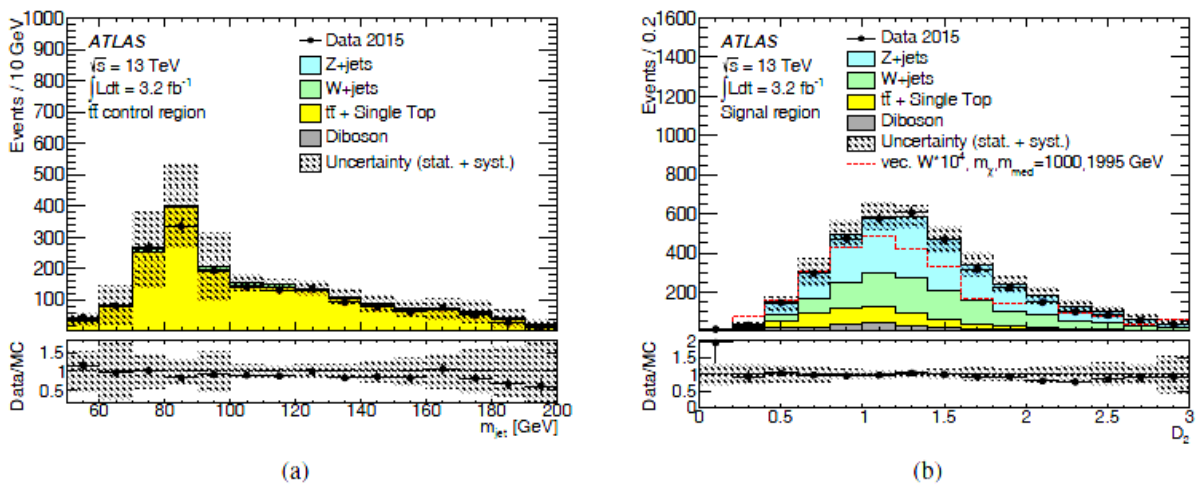 Events / 10 GeV
1000
900
800
700
600
500
400
300
200
100
ATLAS
√s = 13 TeV
∫Ldt = 3.2 fb⁻¹
tt̄ control region
Data 2015
Z+jets
W+jets
tt̄ + Single Top
Diboson
Uncertainty (stat. + syst.)
Data/MC
1.5
1
0.5
60 80 100 120 140 160 180 200
m_jet [GeV]
(a)
Events / 0.2
1600
1400
1200
1000
800
600
400
200
ATLAS
√s = 13 TeV
∫Ldt = 3.2 fb⁻¹
Signal region
Data 2015
Z+jets
W+jets
tt̄ + Single Top
Diboson
Uncertainty (stat. + syst.)
vec. W*10⁴, m_χ,m_med=1000,1995 GeV
Data/MC
2
1.5
1
0.5
0
0 0.5 1 1.5 2 2.5 3
D₂
(b)